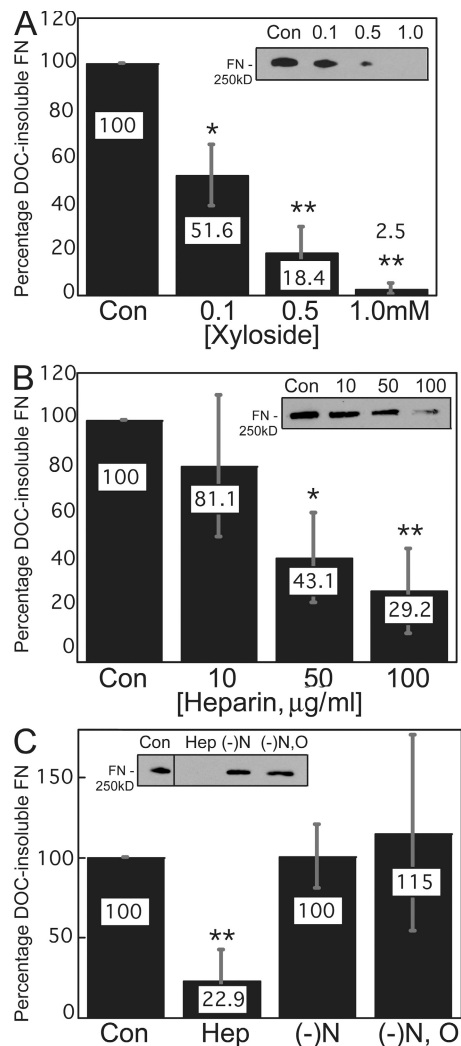 A
120
100
80
60
40
20
0
Percentage DOC-insoluble FN
Con 0.1 0.5 1.0
FN -
250kD
100
*
51.6
**
18.4
2.5
**
Con 0.1 0.5 1.0mM
[Xyloside]
B
120
100
80
60
40
20
0
Percentage DOC-insoluble FN
Con 10 50 100
FN -
250kD
100
81.1
*
43.1
**
29.2
Con 10 50 100
[Heparin, μg/ml]
C
150
100
50
0
Percentage DOC-insoluble FN
Con Hep (-)N (-)N,O
FN -
250kD
100
**
22.9
100
115
Con Hep (-)N (-)N, O